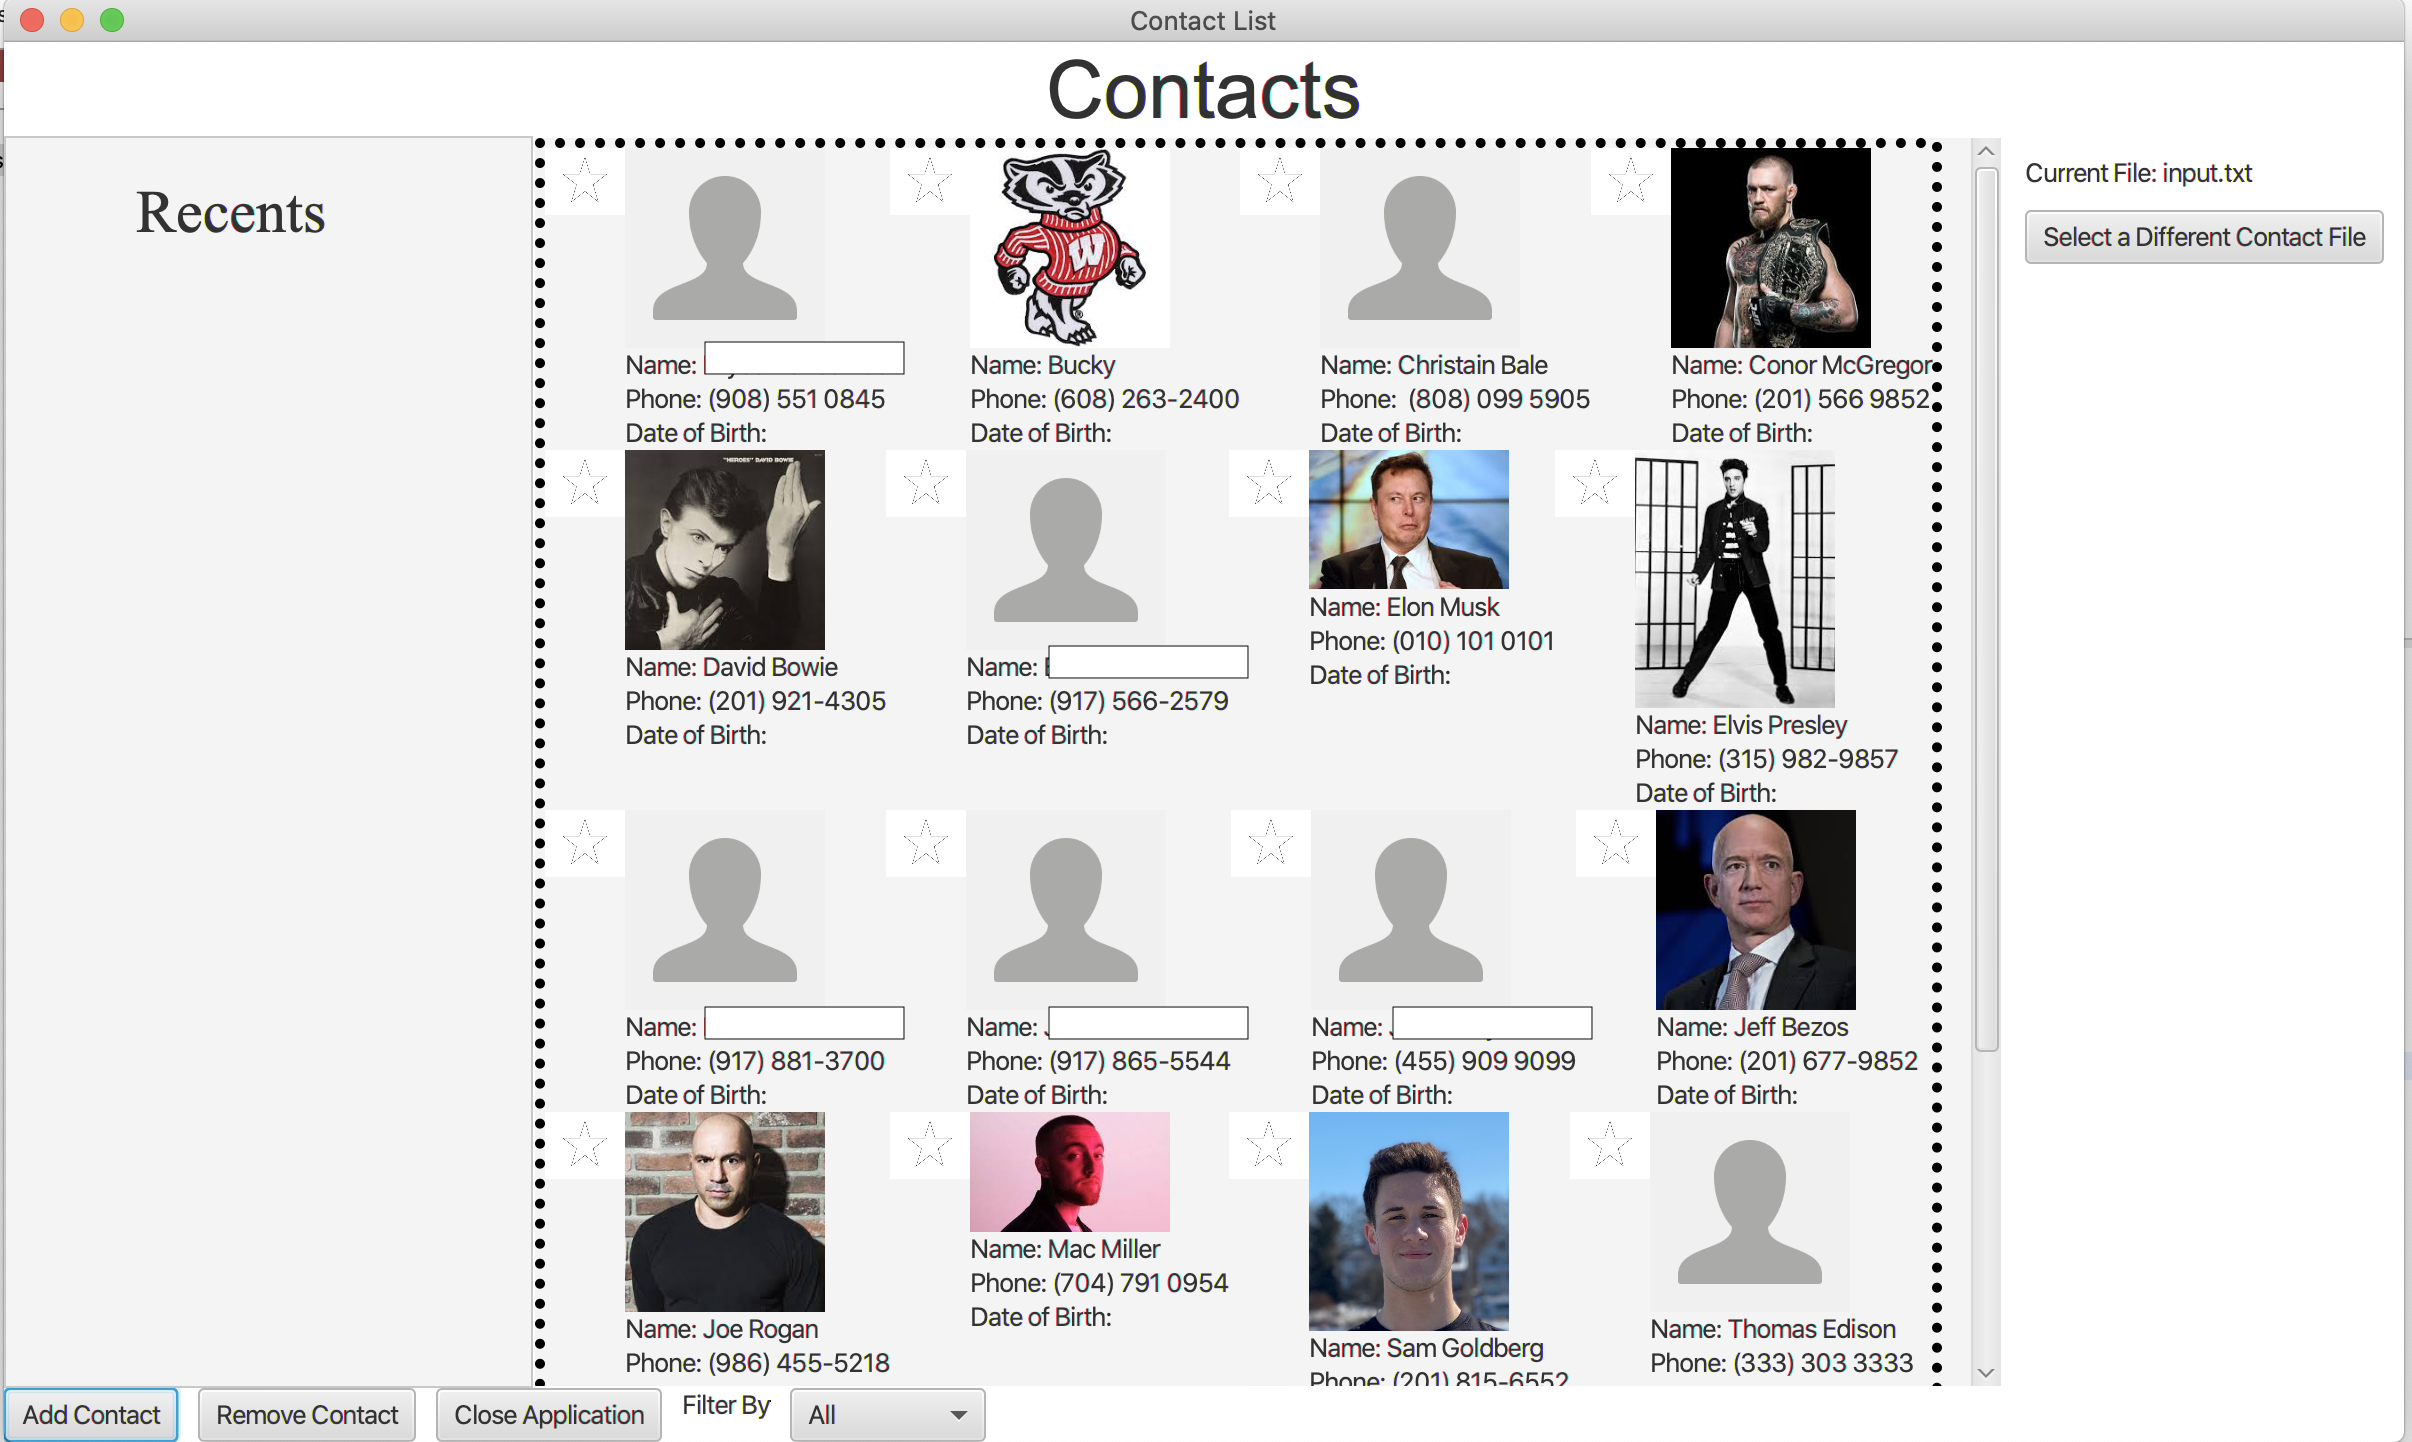 Contact List
Contacts
Recents
Current File: input.txt
Select a Different Contact File
Name:
Phone: (908) 551 0845
Date of Birth:
W
Name: Bucky
Phone: (608) 263-2400
Date of Birth:
Name: Christain Bale
Phone: (808) 099 5905
Date of Birth:
Name: Conor McGregor
Phone: (201) 566 9852
Date of Birth:
"HEROES" DAVID BOWIE
Name: David Bowie
Phone: (201) 921-4305
Date of Birth:
Name:
Phone: (917) 566-2579
Date of Birth:
Name: Elon Musk
Phone: (010) 101 0101
Date of Birth:
Name: Elvis Presley
Phone: (315) 982-9857
Date of Birth:
Name:
Phone: (917) 881-3700
Date of Birth:
Name:
Phone: (917) 865-5544
Date of Birth:
Name:
Phone: (455) 909 9099
Date of Birth:
Name: Jeff Bezos
Phone: (201) 677-9852
Date of Birth:
Name: Joe Rogan
Phone: (986) 455-5218
Name: Mac Miller
Phone: (704) 791 0954
Date of Birth:
Name: Sam Goldberg
Phone: (201) 815-6552
Name: Thomas Edison
Phone: (333) 303 3333
Add Contact
Remove Contact
Close Application
Filter By
All